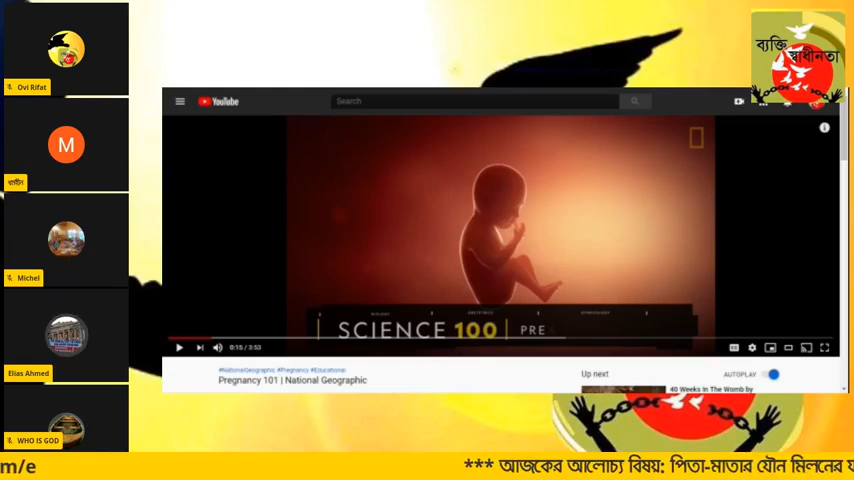 Ovi Rifat
M
Michel
Elias Ahmed
WHO IS GOD
ব্যক্তি
স্বাধীনতা
YouTube
Search
SCIENCE 100 | PRE
0:15 / 3:53
#NationalGeographic #Pregnancy #Educational
Pregnancy 101 | National Geographic
Up next
AUTOPLAY
40 Weeks In The Womb by
m/e
*** আজকের আলোচ্য বিষয়: পিতা-মাতার যৌন মিলনের